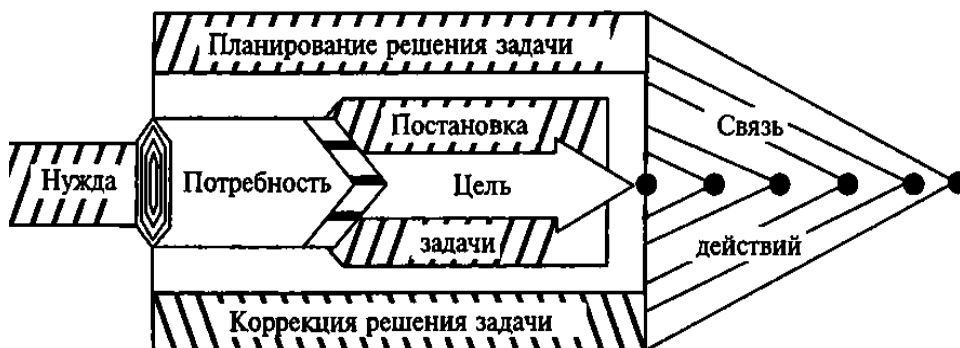 Планирование решения задачи
Постановка
Связь
Нужда
Потребность
Цель
задачи
действий
Коррекция решения задачи